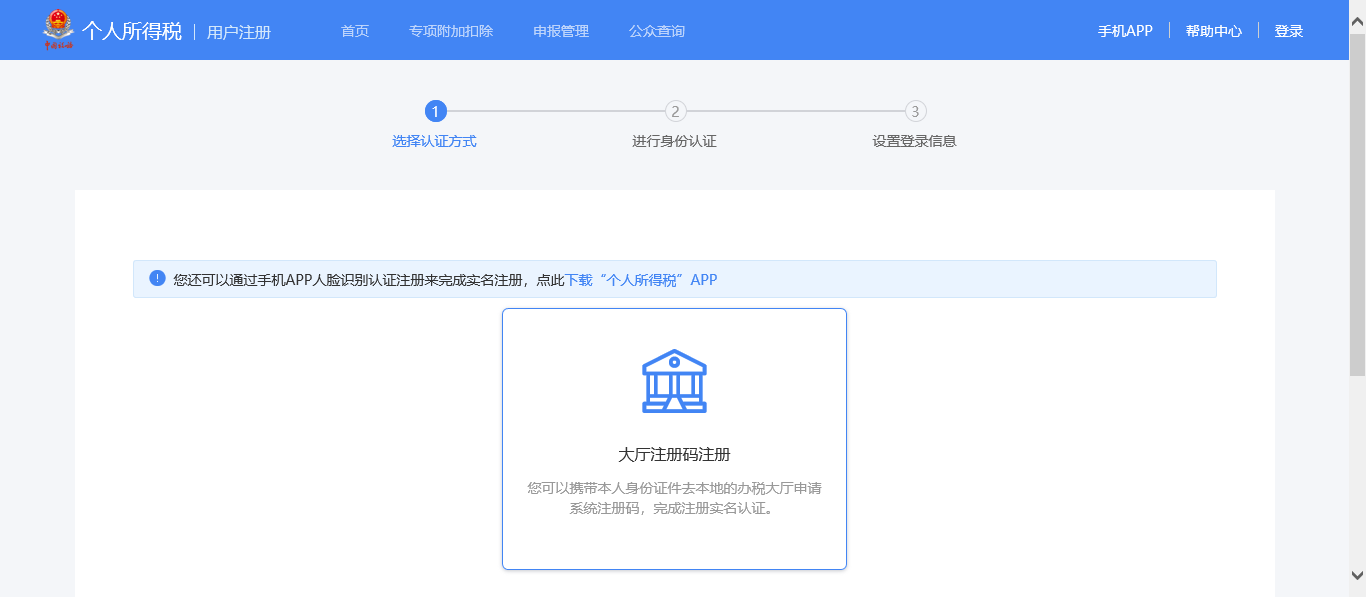 个人所得税 用户注册 首页 专项附加扣除 申报管理 公众查询 手机APP 帮助中心 登录
1 2 3
选择认证方式 进行身份认证 设置登录信息
您还可以通过手机APP人脸识别认证注册来完成实名注册，点此下载“个人所得税”APP
大厅注册码注册
您可以携带本人身份证件去本地的办税大厅申请
系统注册码，完成注册实名认证。